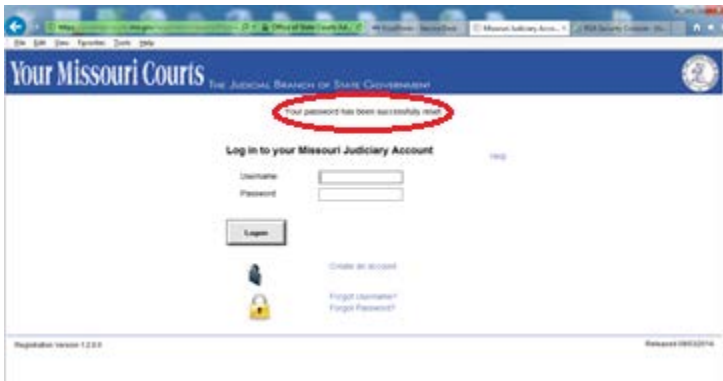 File Edit View Favorites Tools Help
Your Missouri Courts THE JUDICIAL BRANCH OF STATE GOVERNMENT
Your password has been successfully reset
Log in to your Missouri Judiciary Account
Help
Username
Password
Logon
Create an account
Forgot Username?
Forgot Password?
Registration Version 1.2.0.0